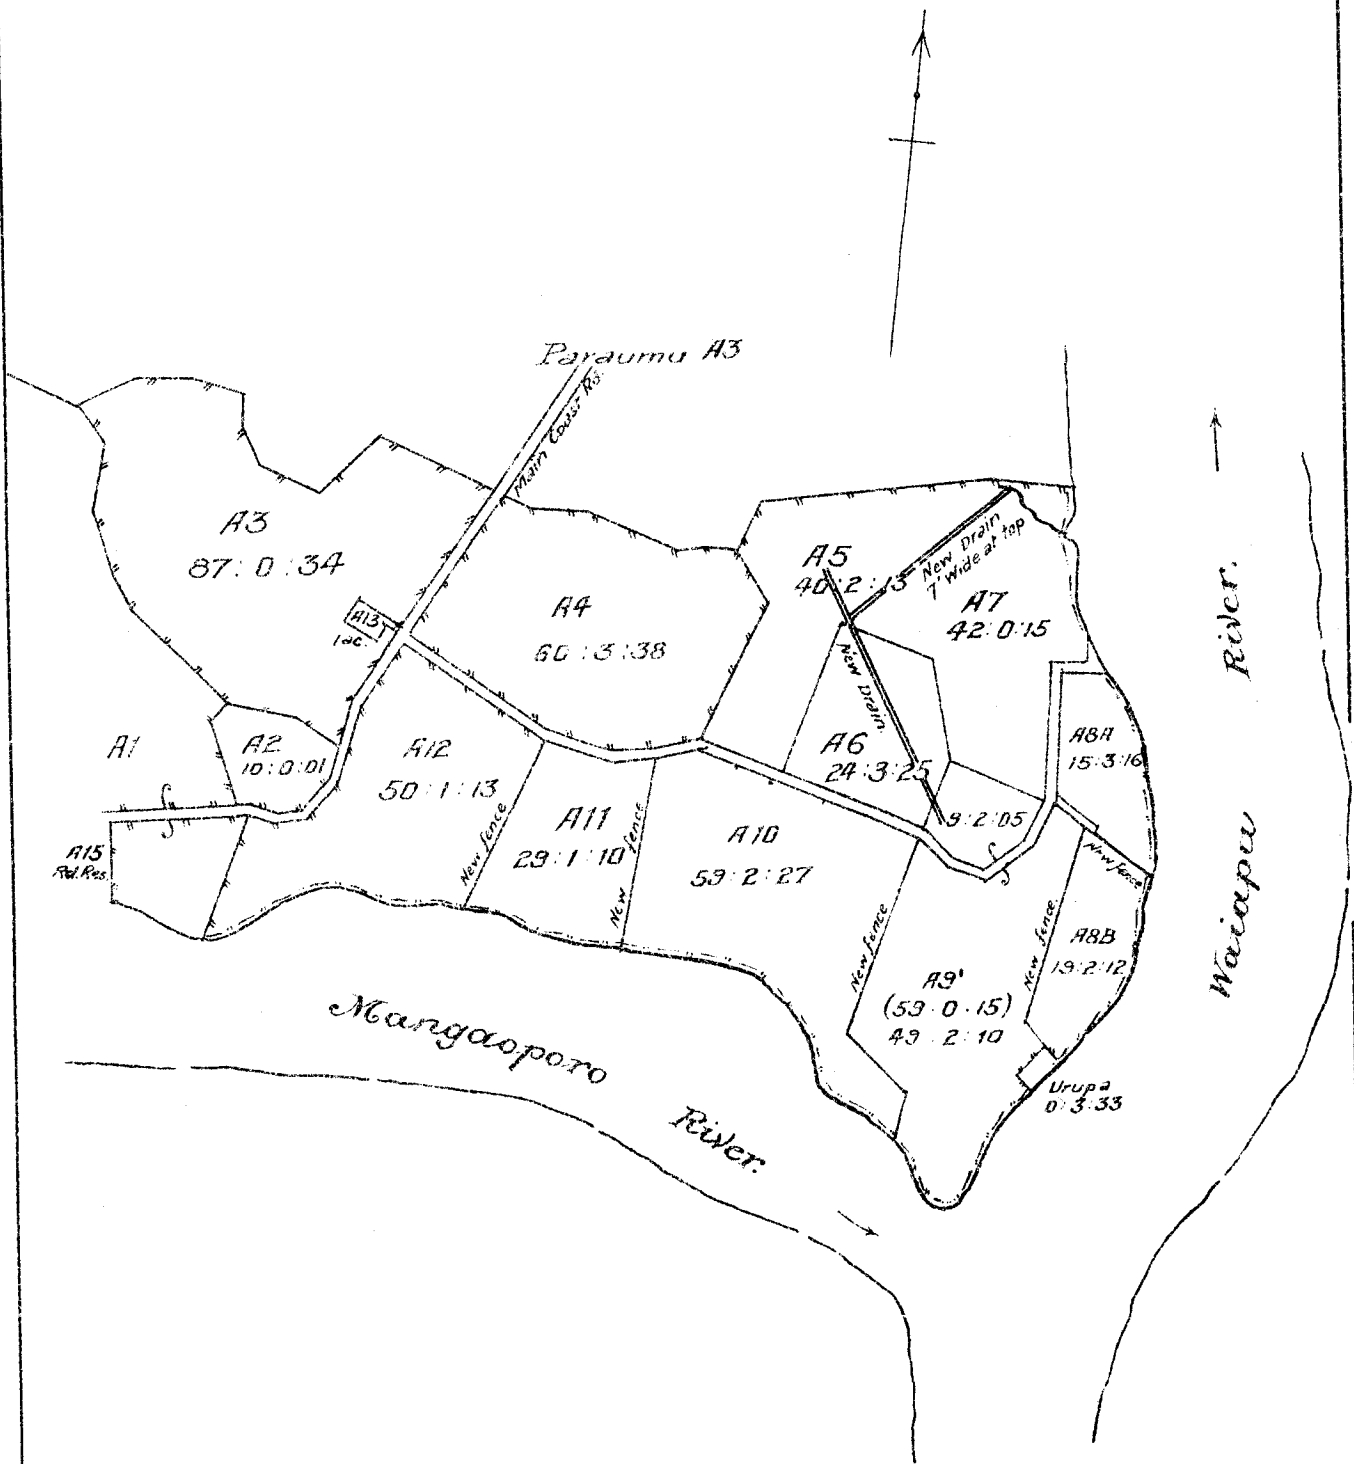 Paraumu A3
Main Coast Rd.
A3
87:0:34
A13
1ac.
A4
60:3:38
A5
40:2:13
New Drain
7' Wide at top
A7
42:0:15
New Drain.
A6
24:3:25
9:2:05
A1
A2
10:0:01
A12
50:1:13
A15
Rd.Res.
New fence
A11
29:1:10
New fence
A10
59:2:27
New fence
A8A
15:3:16
New fence
New fence
A8B
19:2:12
A9'
(59·0·15)
49:2:10
Urupa
0:3:33
Mangaoporo
River.
Waiapu River.